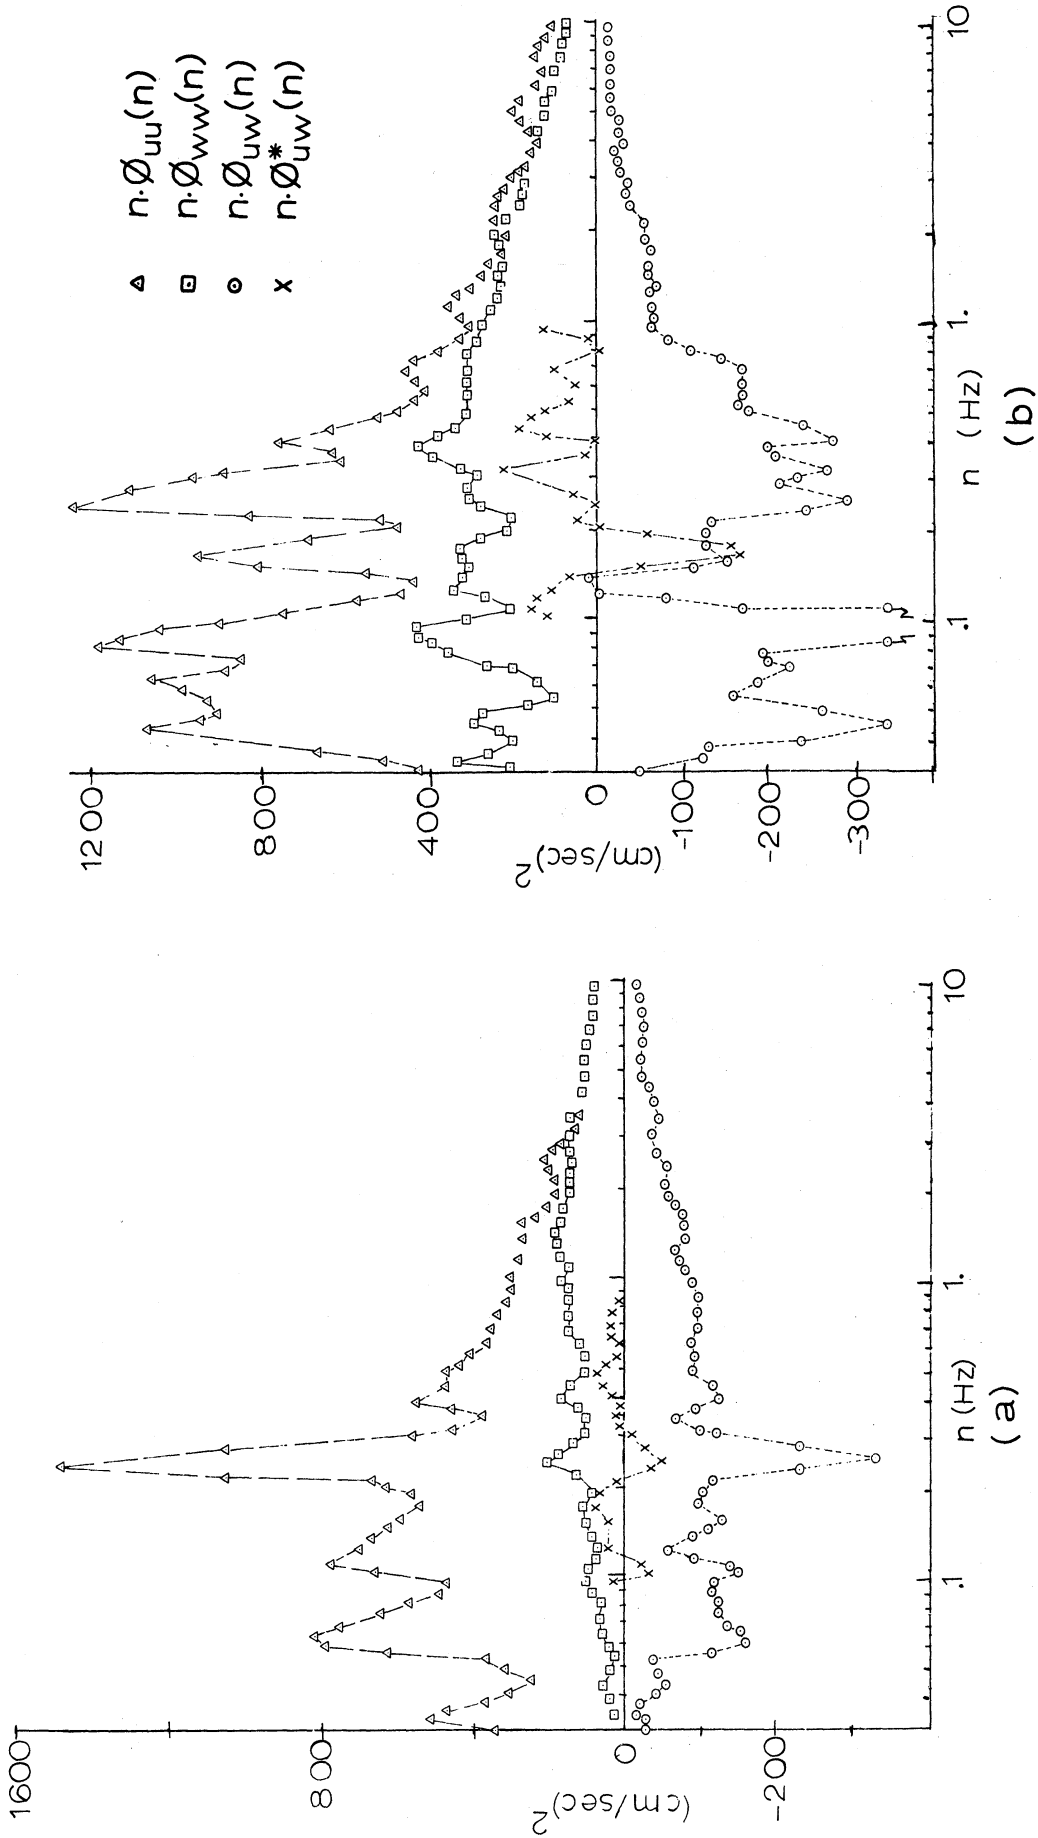 1600
800
0
-200
(cm/sec)²
.1
1.
10
n (Hz)
(a)
1200
800
400
0
-100
-200
-300
(cm/sec)²
.1
1.
10
n (Hz)
(b)
△ n·Øuu(n)
⊡ n·Øww(n)
⊙ n·Øuw(n)
x n·Ø*uw(n)